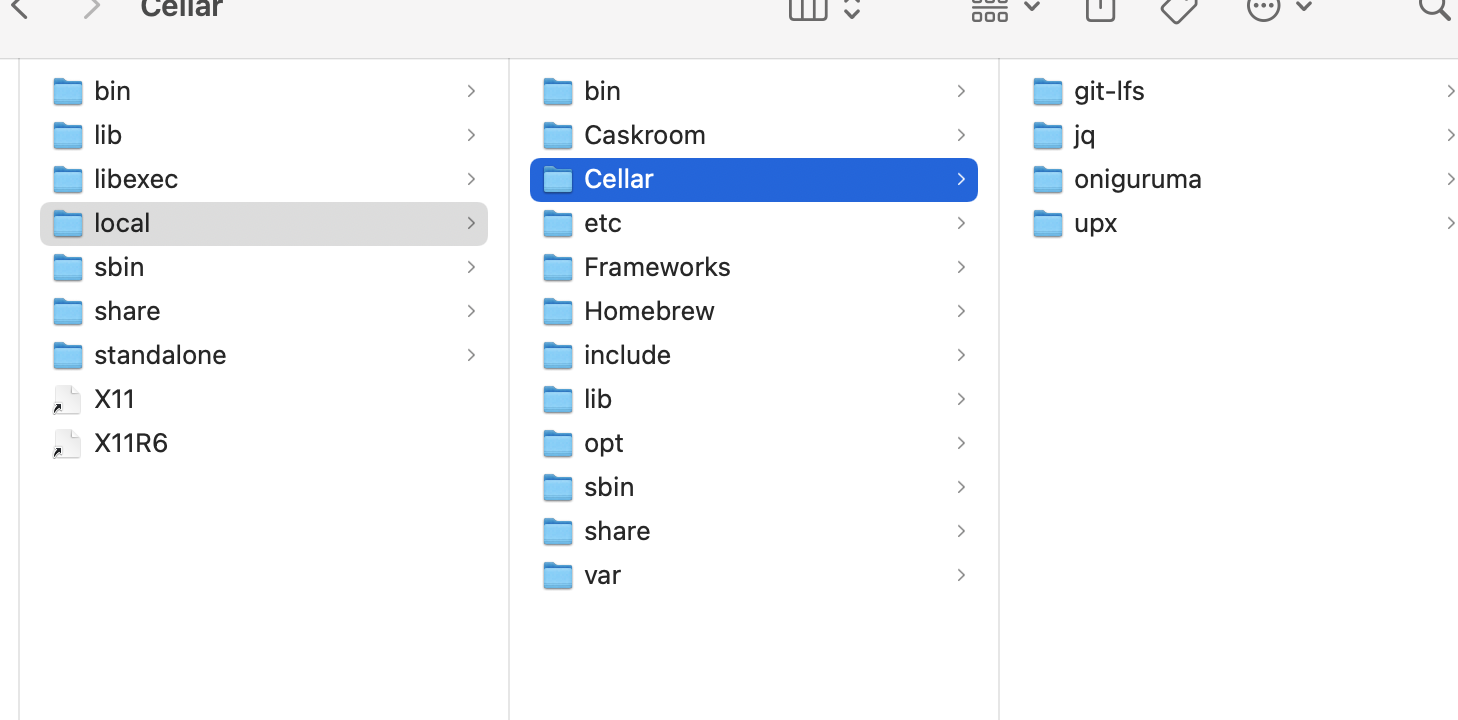 Cellar
bin
lib
libexec
local
sbin
share
standalone
X11
X11R6
bin
Caskroom
Cellar
etc
Frameworks
Homebrew
include
lib
opt
sbin
share
var
git-lfs
jq
oniguruma
upx